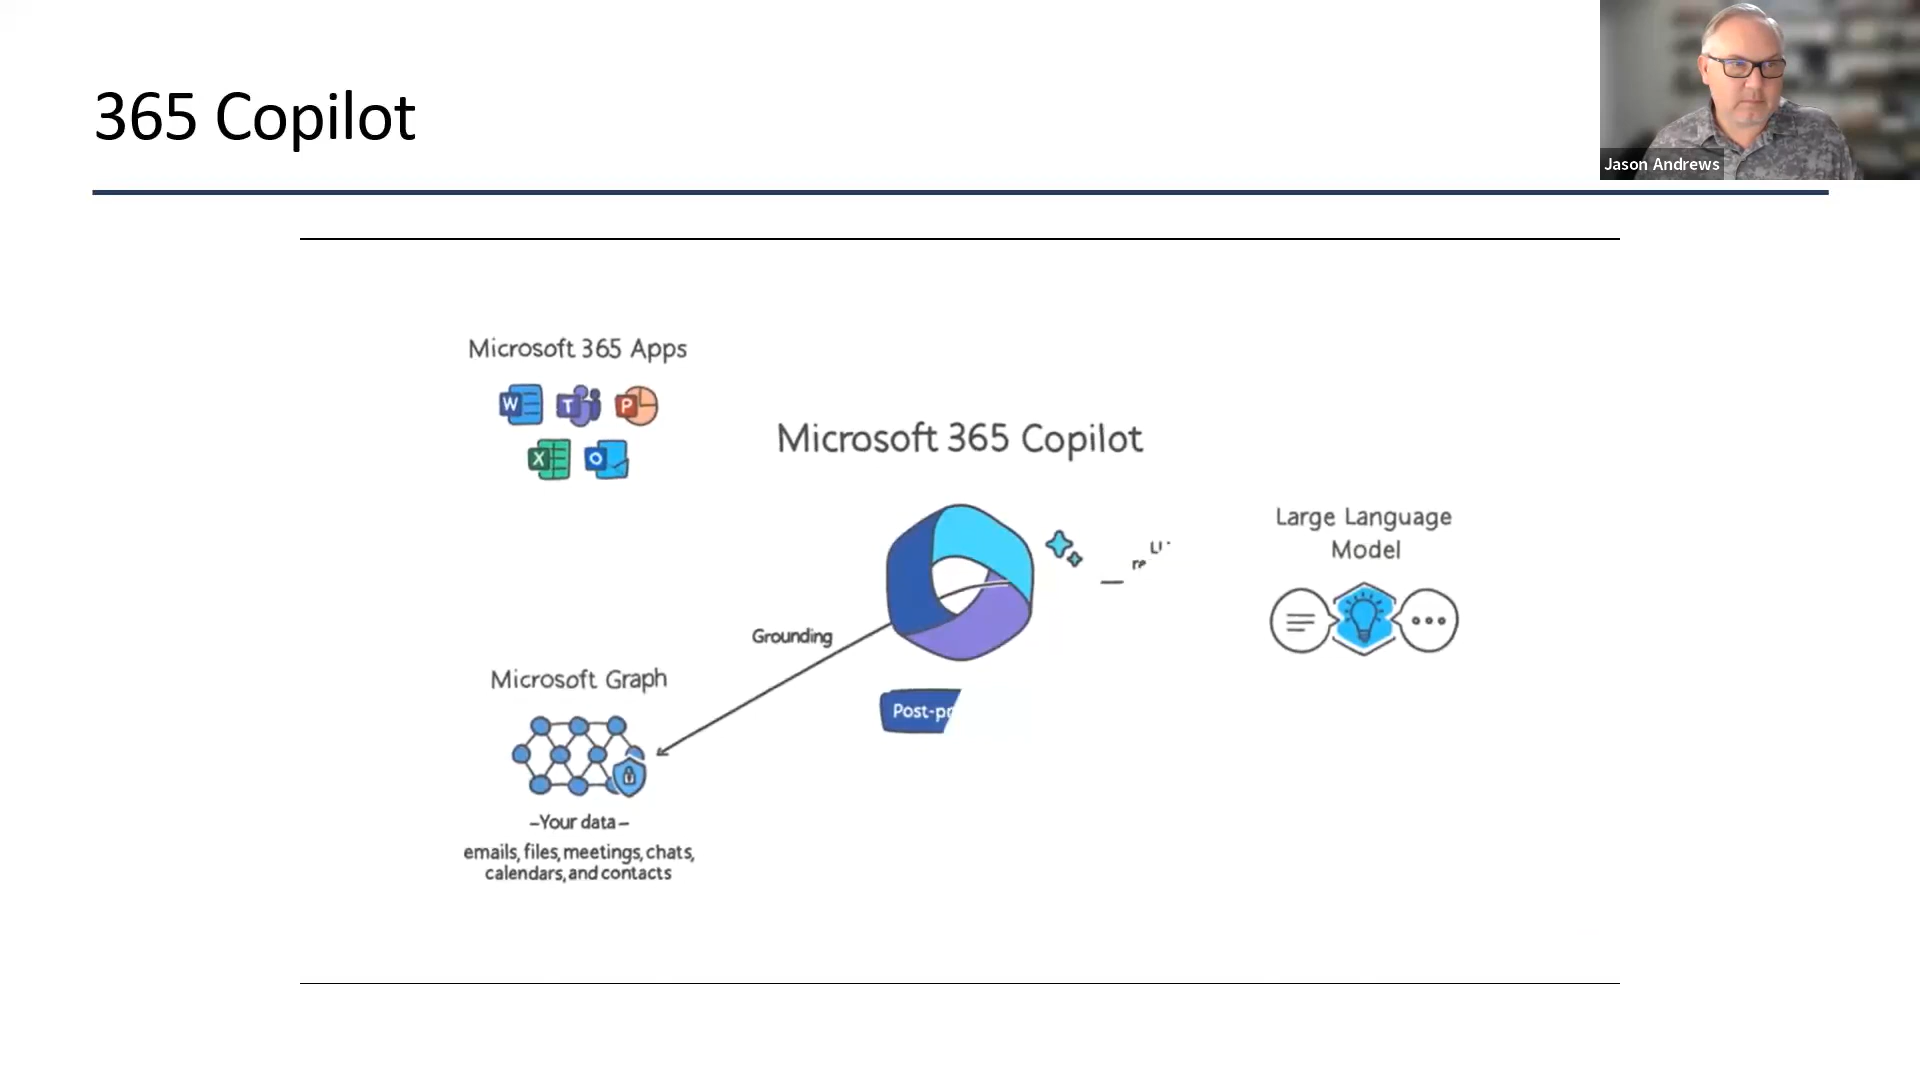 365 Copilot
Jason Andrews
Microsoft 365 Apps
W
T
P
X
O
Microsoft 365 Copilot
Large Language
Model
Grounding
Microsoft Graph
Post-pr
–Your data–
emails, files, meetings, chats,
calendars, and contacts